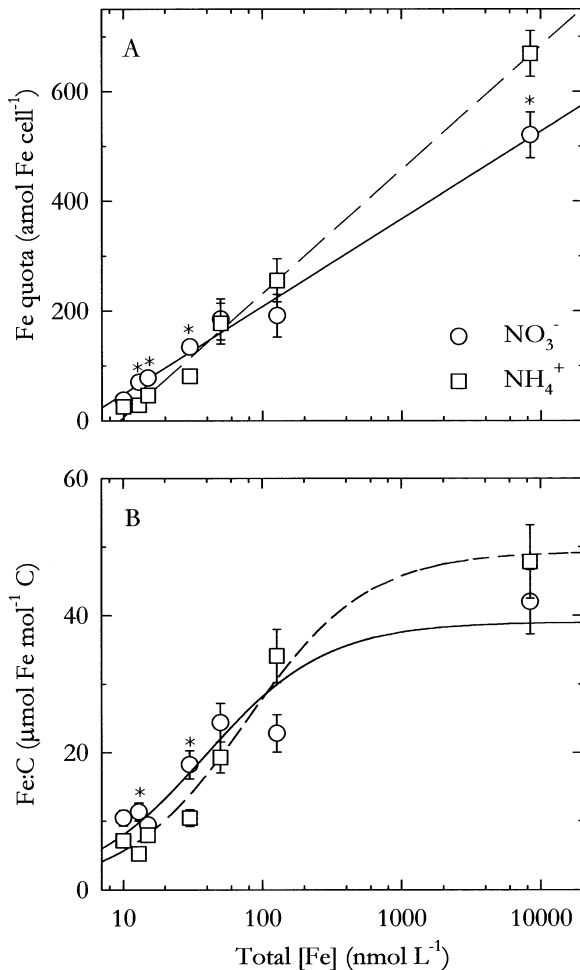 A
Fe quota (amol Fe cell⁻¹)
600
400
200
0
*
*
*
*
NO₃⁻
NH₄⁺
B
Fe:C (µmol Fe mol⁻¹ C)
60
40
20
0
*
*
10
100
1000
10000
Total [Fe] (nmol L⁻¹)